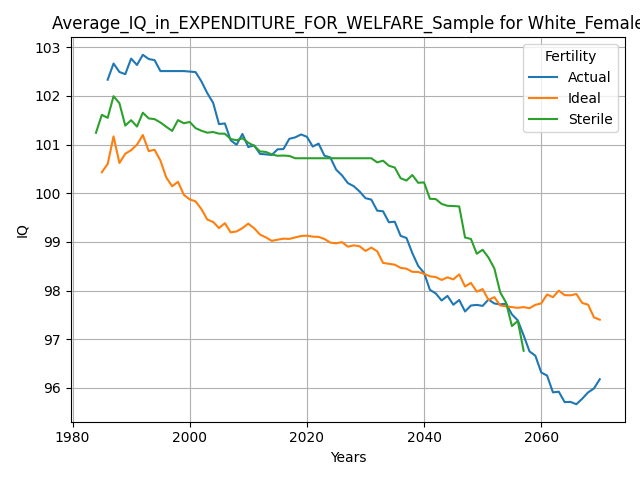 Average_IQ_in_EXPENDITURE_FOR_WELFARE_Sample for White_Female
103
102
101
100
99
98
97
96
IQ
1980
2000
2020
2040
2060
Years
Fertility
Actual
Ideal
Sterile